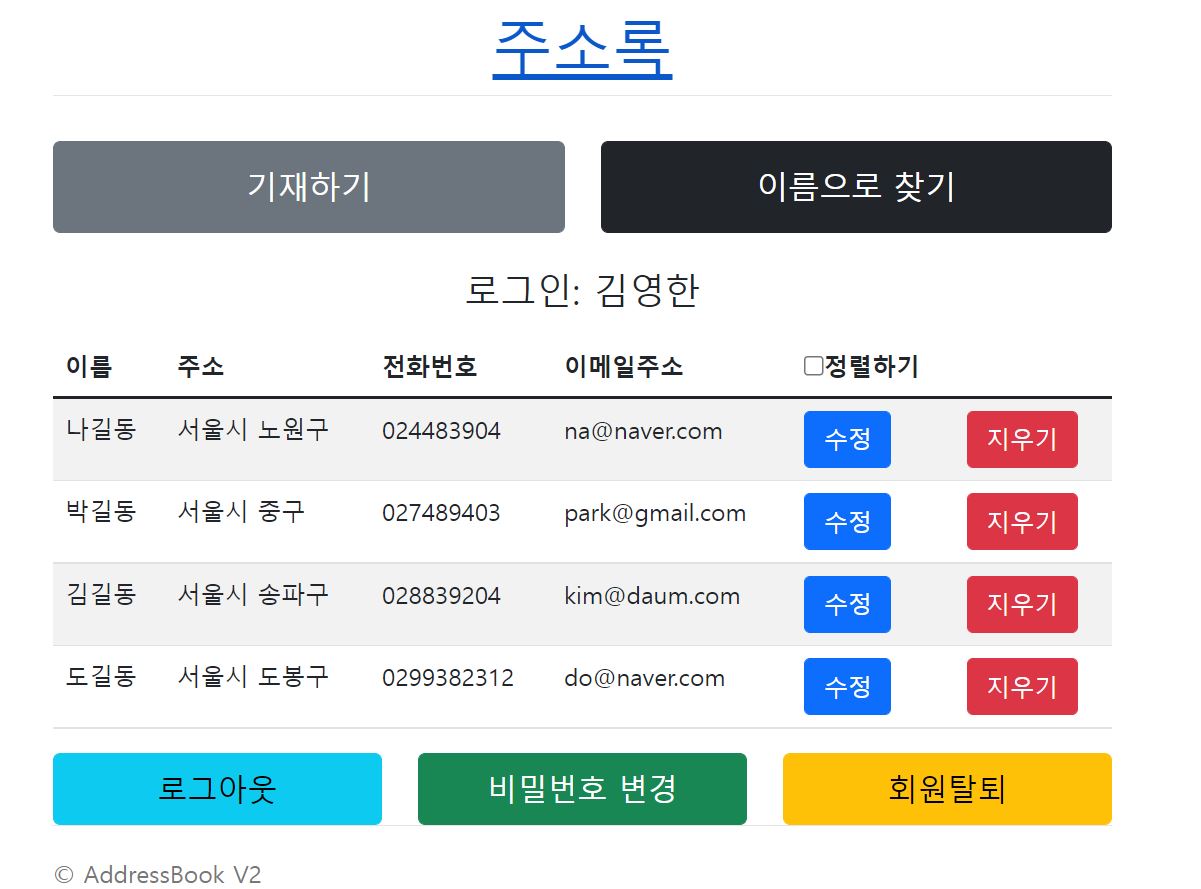 주소록
기재하기 이름으로 찾기
로그인: 김영한
이름 주소 전화번호 이메일주소 정렬하기
나길동 서울시 노원구 024483904 na@naver.com 수정 지우기
박길동 서울시 중구 027489403 park@gmail.com 수정 지우기
김길동 서울시 송파구 028839204 kim@daum.com 수정 지우기
도길동 서울시 도봉구 0299382312 do@naver.com 수정 지우기
로그아웃 비밀번호 변경 회원탈퇴
© AddressBook V2